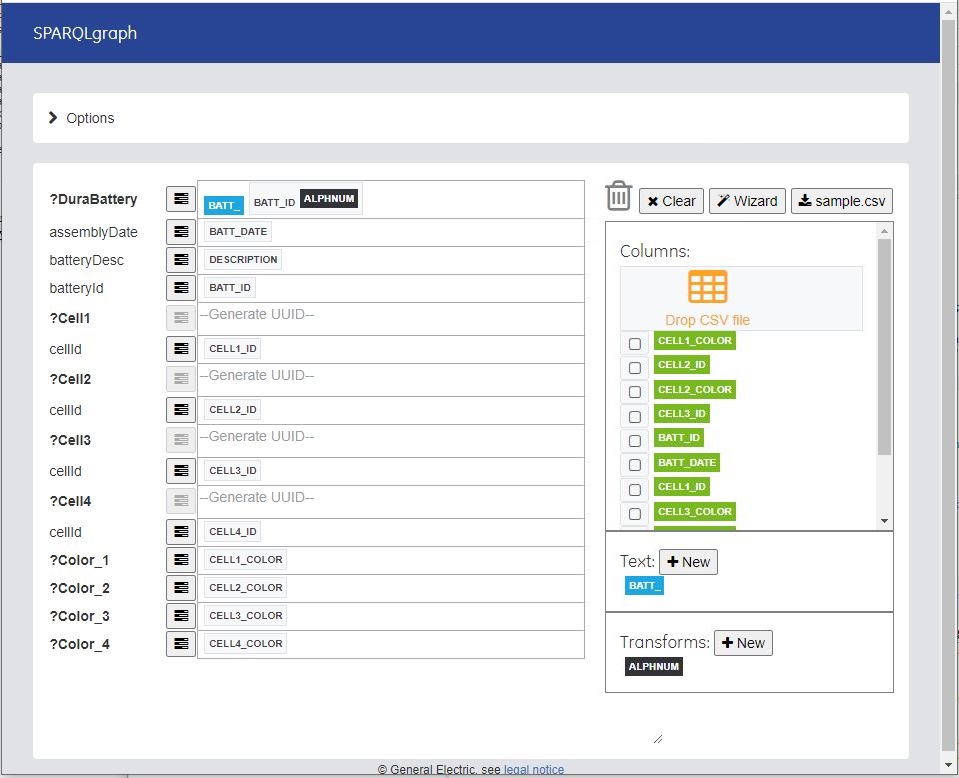 SPARQLgraph
Options
?DuraBattery BATT_ BATT_ID ALPHNUM
assemblyDate BATT_DATE
batteryDesc DESCRIPTION
batteryId BATT_ID
?Cell1 --Generate UUID--
cellId CELL1_ID
?Cell2 --Generate UUID--
cellId CELL2_ID
?Cell3 --Generate UUID--
cellId CELL3_ID
?Cell4 --Generate UUID--
cellId CELL4_ID
?Color_1 CELL1_COLOR
?Color_2 CELL2_COLOR
?Color_3 CELL3_COLOR
?Color_4 CELL4_COLOR
Clear Wizard sample.csv
Columns:
Drop CSV file
CELL1_COLOR
CELL2_ID
CELL2_COLOR
CELL3_ID
BATT_ID
BATT_DATE
CELL1_ID
CELL3_COLOR
Text: New
BATT_
Transforms: New
ALPHNUM
© General Electric, see legal notice